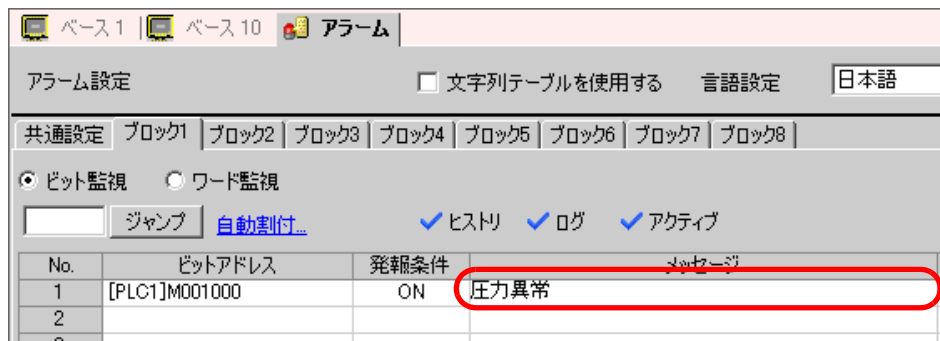 ベース 1 ベース 10 アラーム
アラーム設定 文字列テーブルを使用する 言語設定 日本語
共通設定 ブロック1 ブロック2 ブロック3 ブロック4 ブロック5 ブロック6 ブロック7 ブロック8
ビット監視 ワード監視
ジャンプ 自動割付... ヒストリ ログ アクティブ
No. ビットアドレス 発報条件 メッセージ
1 [PLC1]M001000 ON 圧力異常
2